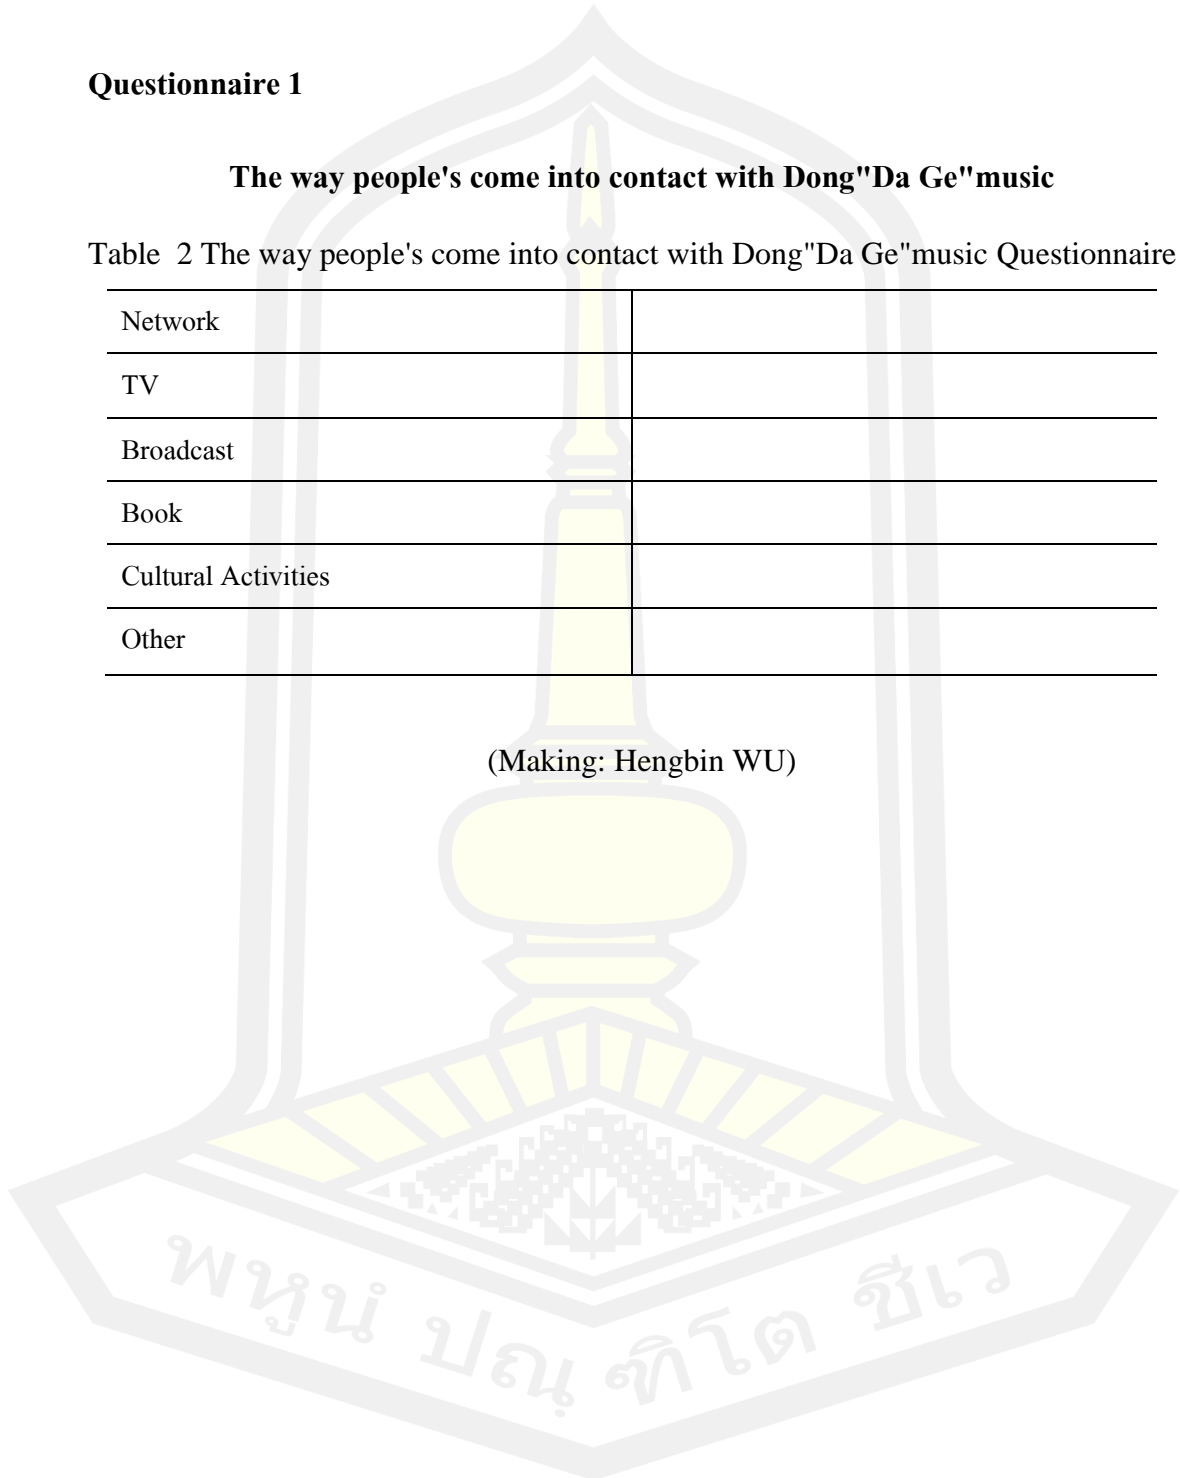 Questionnaire 1
The way people's come into contact with Dong"Da Ge"music
Table  2 The way people's come into contact with Dong"Da Ge"music Questionnaire
Network
TV
Broadcast
Book
Cultural Activities
Other
(Making: Hengbin WU)
พหูนํ ปณฺฑิโต ชีเว